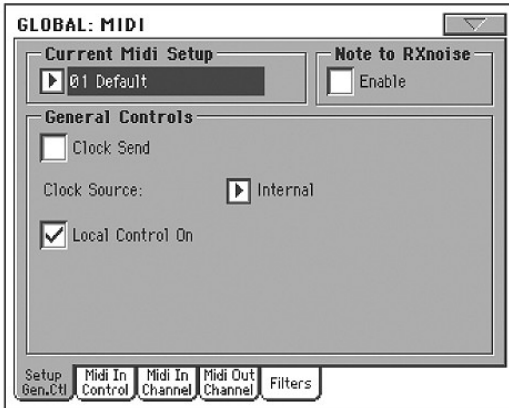 GLOBAL: MIDI
Current Midi Setup
01 Default
Note to RXnoise
Enable
General Controls
Clock Send
Clock Source: Internal
Local Control On
Setup Gen.Ctl
Midi In Control
Midi In Channel
Midi Out Channel
Filters